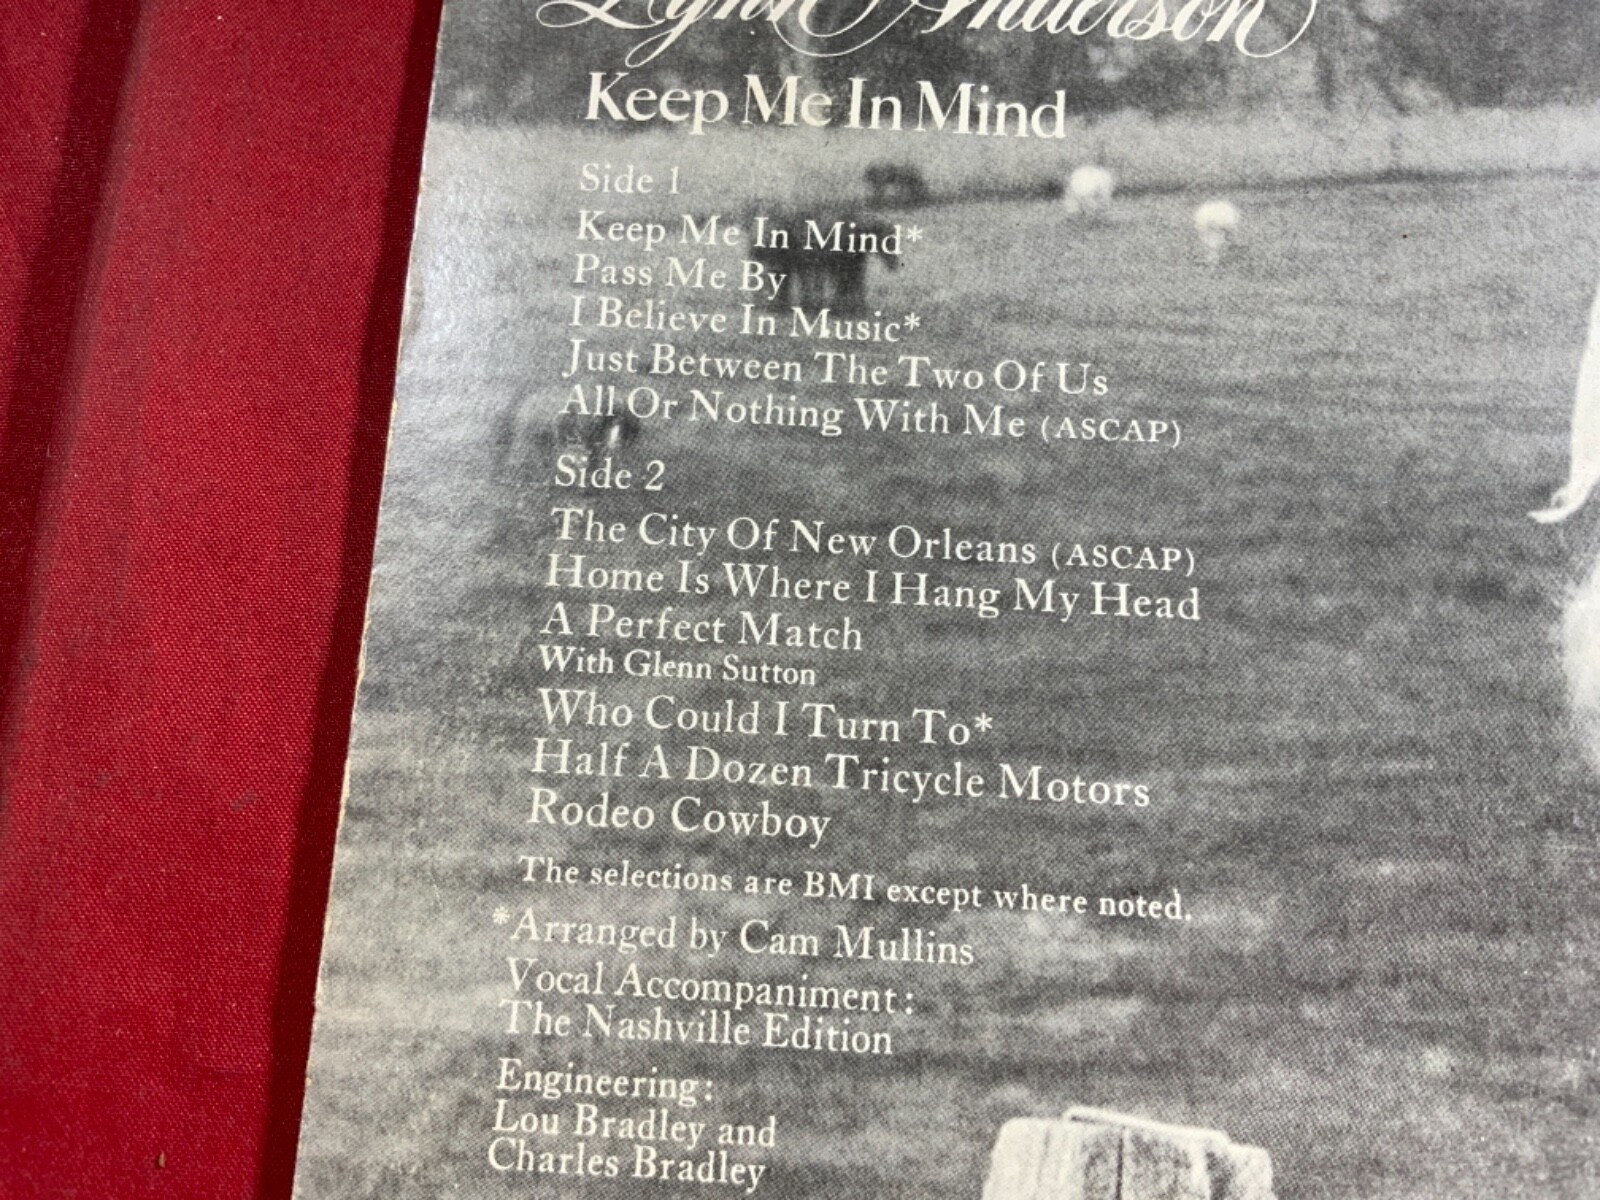 Lynn Anderson
Keep Me In Mind
Side 1
Keep Me In Mind*
Pass Me By
I Believe In Music*
Just Between The Two Of Us
All Or Nothing With Me (ASCAP)
Side 2
The City Of New Orleans (ASCAP)
Home Is Where I Hang My Head
A Perfect Match
With Glenn Sutton
Who Could I Turn To*
Half A Dozen Tricycle Motors
Rodeo Cowboy
The selections are BMI except where noted.
*Arranged by Cam Mullins
Vocal Accompaniment:
The Nashville Edition
Engineering:
Lou Bradley and
Charles Bradley